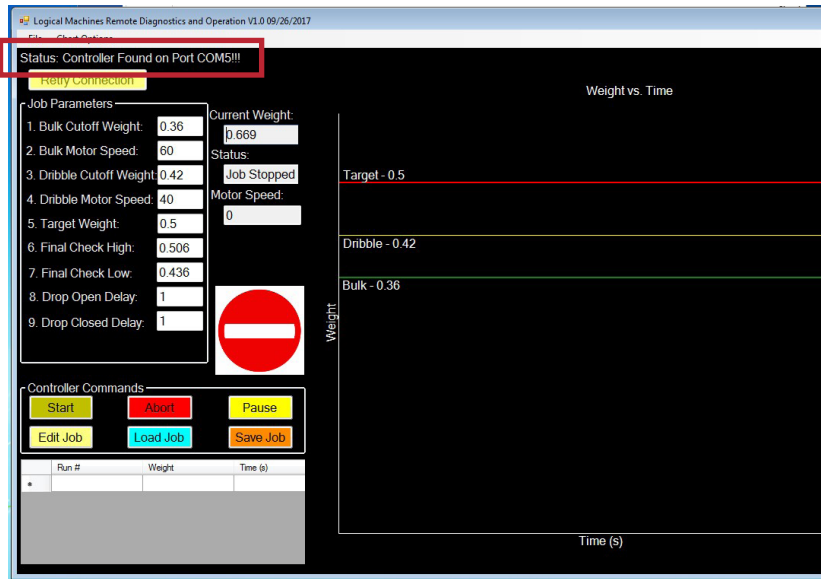 Logical Machines Remote Diagnostics and Operation V1.0 09/26/2017
File Chart Options
Status: Controller Found on Port COM5!!!
Retry Connection
Job Parameters
1. Bulk Cutoff Weight: 0.36
2. Bulk Motor Speed: 60
3. Dribble Cutoff Weight: 0.42
4. Dribble Motor Speed: 40
5. Target Weight: 0.5
6. Final Check High: 0.506
7. Final Check Low: 0.436
8. Drop Open Delay: 1
9. Drop Closed Delay: 1
Current Weight:
0.669
Status:
Job Stopped
Motor Speed:
0
Controller Commands
Start Abort Pause
Edit Job Load Job Save Job
Run # Weight Time (s)
Weight vs. Time
Target - 0.5
Dribble - 0.42
Bulk - 0.36
Weight
Time (s)